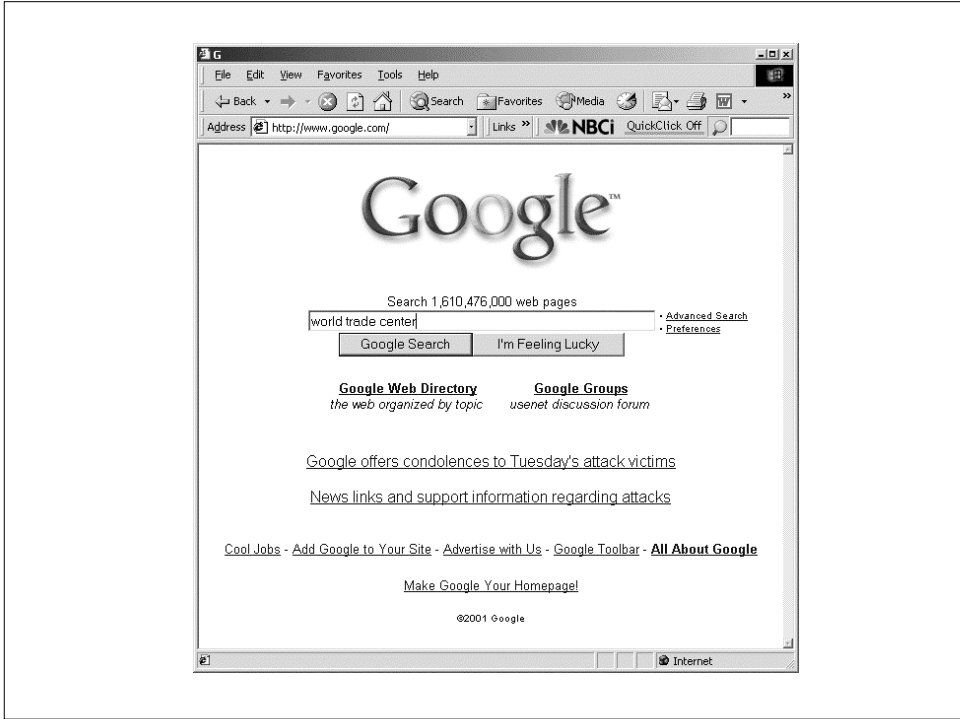 G
File Edit View Favorites Tools Help
Back Search Favorites Media »
Address http://www.google.com/ Links » NBCi QuickClick Off
Google™
Search 1,610,476,000 web pages
world trade center
• Advanced Search
• Preferences
Google Search I'm Feeling Lucky
Google Web Directory Google Groups
the web organized by topic usenet discussion forum
Google offers condolences to Tuesday's attack victims
News links and support information regarding attacks
Cool Jobs - Add Google to Your Site - Advertise with Us - Google Toolbar - All About Google
Make Google Your Homepage!
©2001 Google
Internet